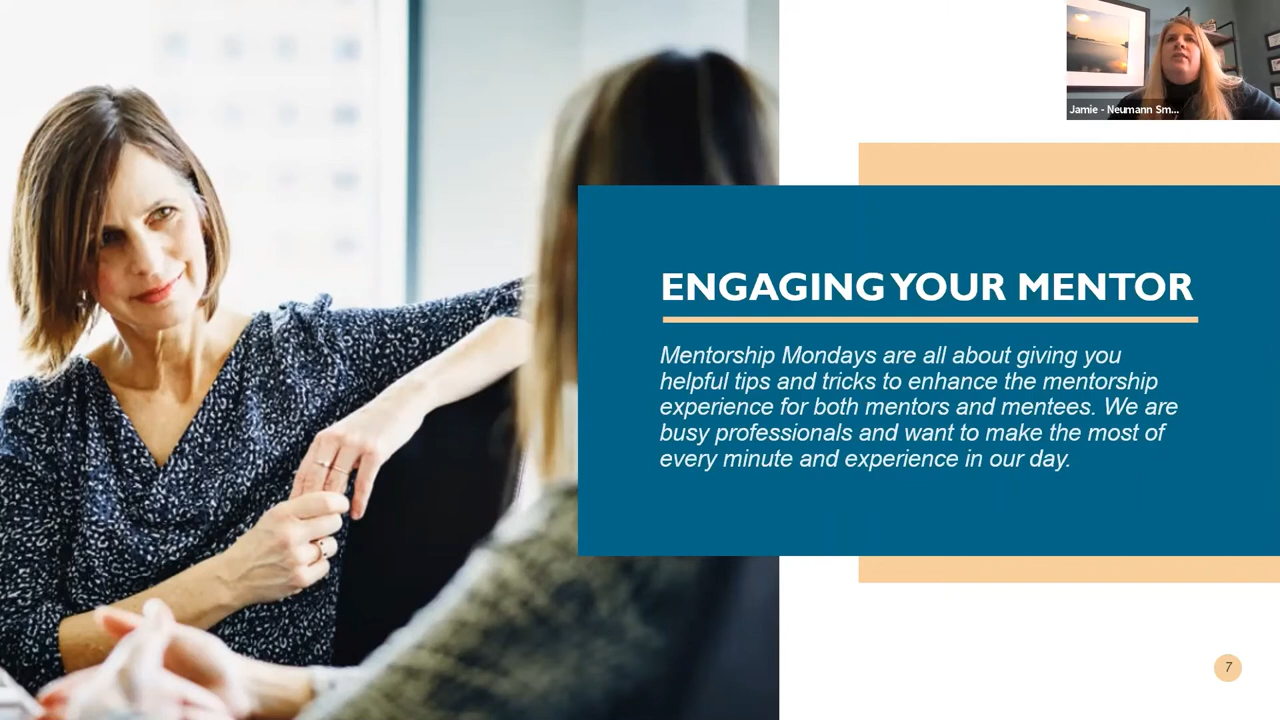 Jamie - Neumann Sm...
ENGAGING YOUR MENTOR
Mentorship Mondays are all about giving you
helpful tips and tricks to enhance the mentorship
experience for both mentors and mentees. We are
busy professionals and want to make the most of
every minute and experience in our day.
7